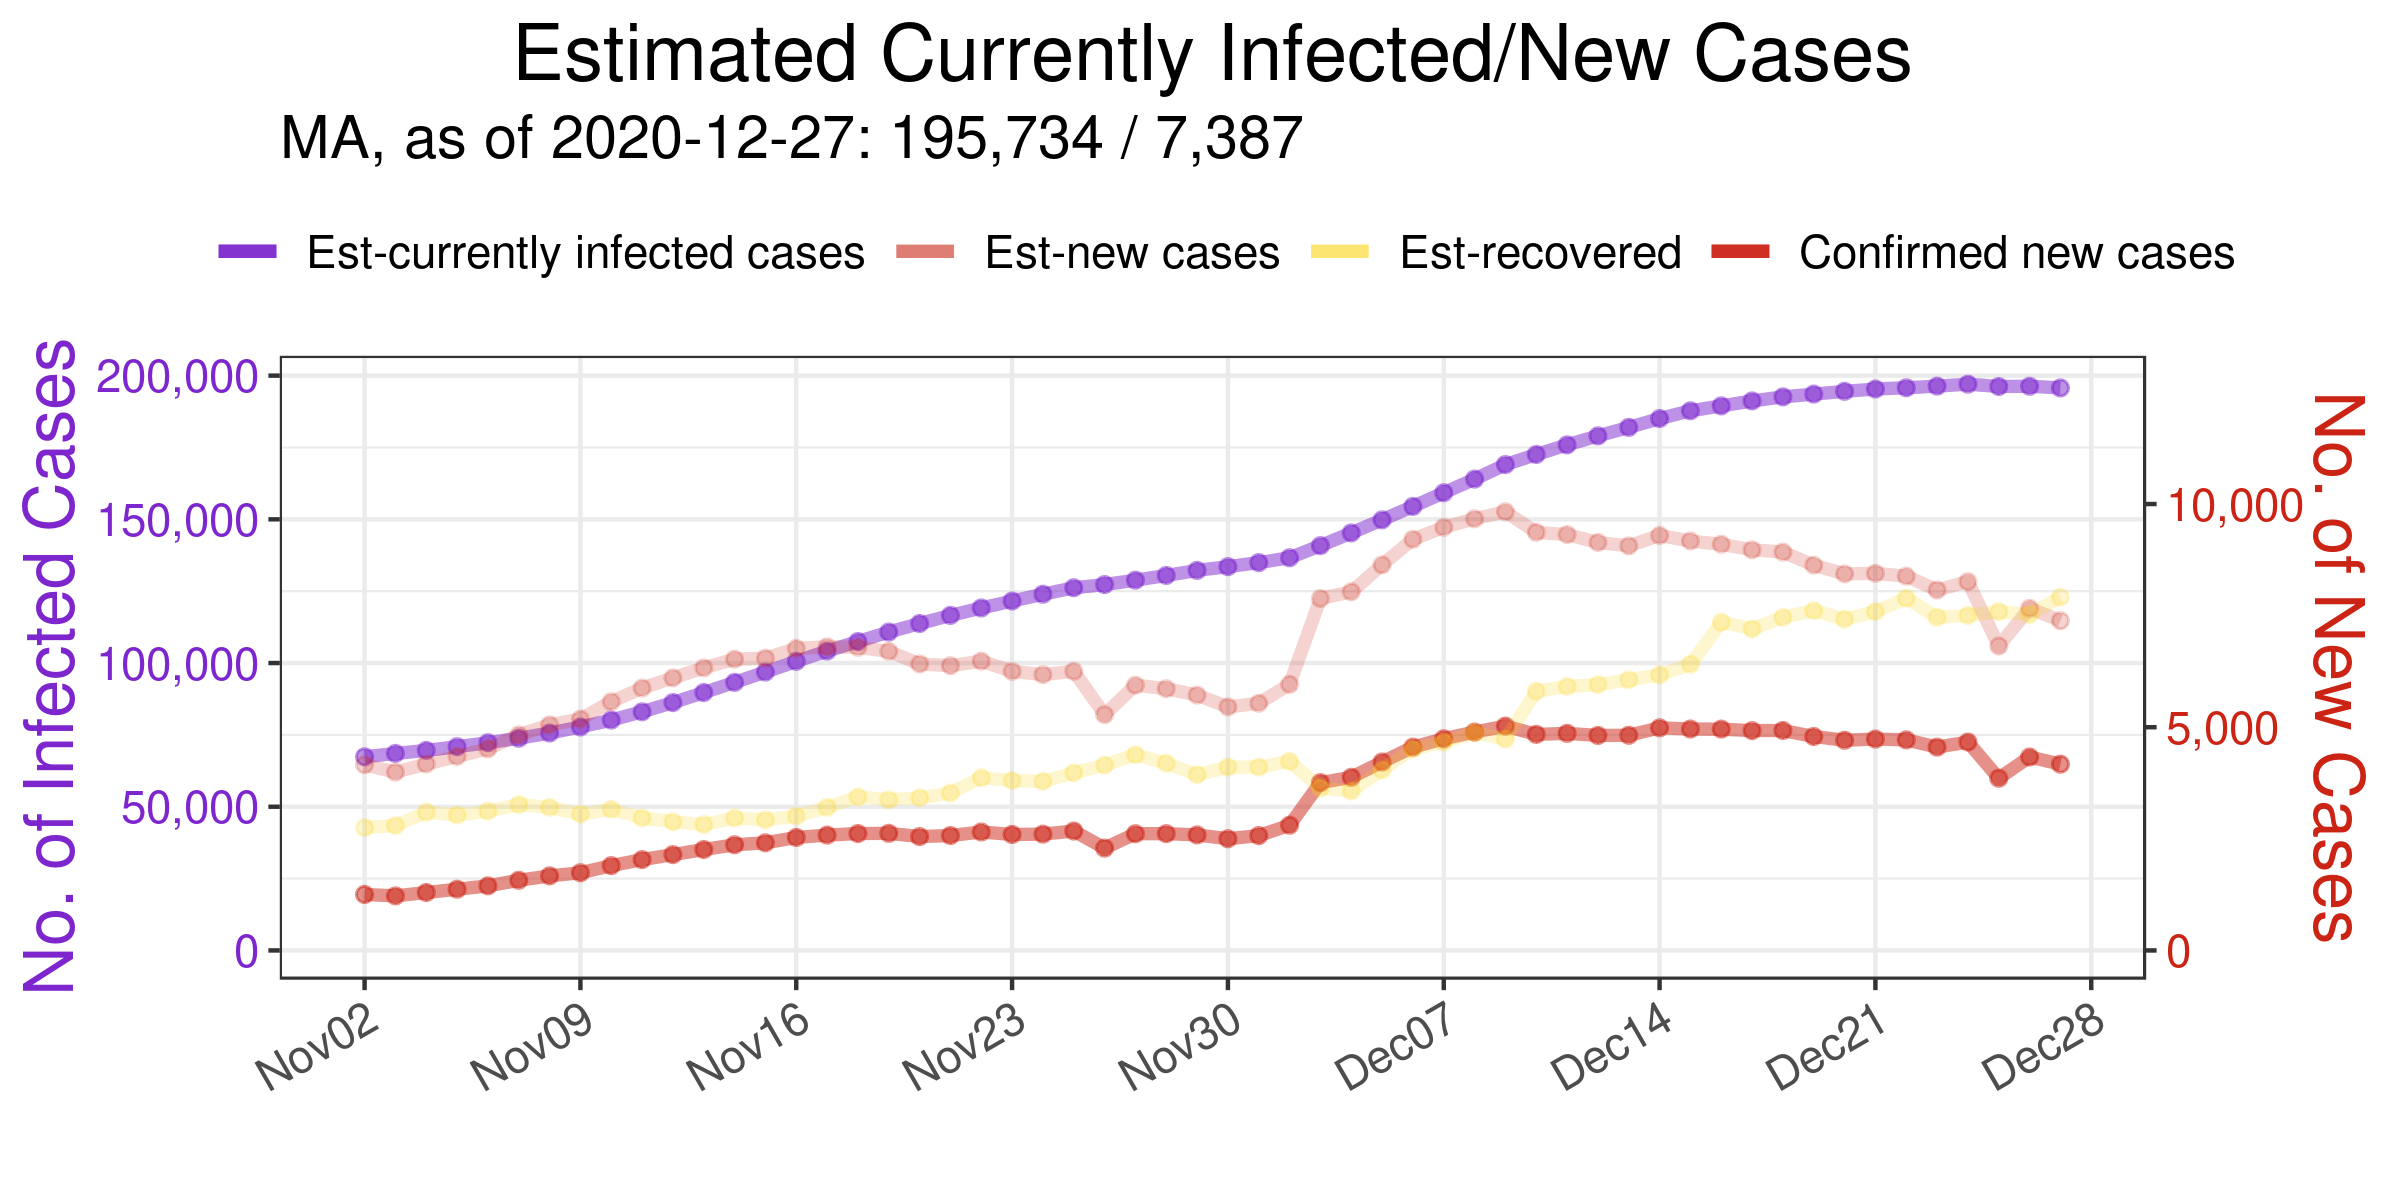 Estimated Currently Infected/New Cases
MA, as of 2020-12-27: 195,734 / 7,387
Est-currently infected cases
Est-new cases
Est-recovered
Confirmed new cases
No. of Infected Cases
200,000
150,000
100,000
50,000
0
10,000
5,000
0
No. of New Cases
Nov02
Nov09
Nov16
Nov23
Nov30
Dec07
Dec14
Dec21
Dec28